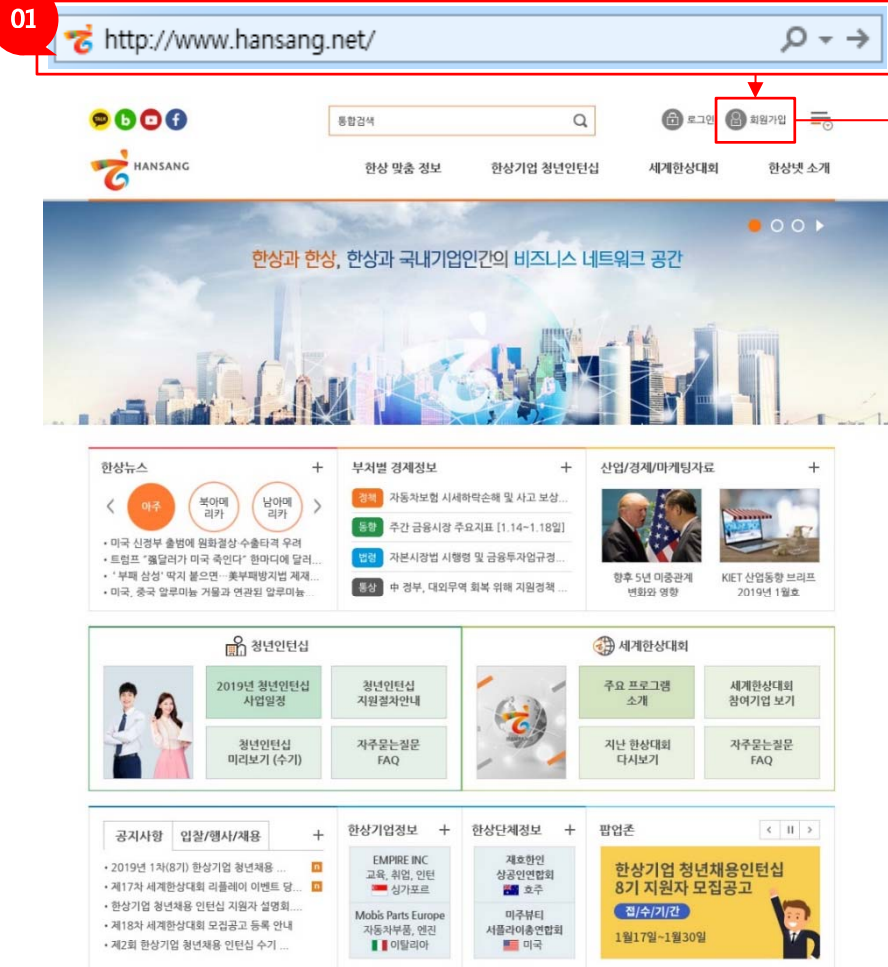 01
http://www.hansang.net/
통합검색
로그인
회원가입
HANSANG
한상 맞춤 정보
한상기업 청년인턴십
세계한상대회
한상넷 소개
한상과 한상, 한상과 국내기업인간의 비즈니스 네트워크 공간
한상뉴스 +
아주
북아메
리카
남아메
리카
• 미국 신정부 출범에 원화결상·수출타격 우려
• 트럼프 "强달러가 미국 죽인다" 한마디에 달러...
• '부패 삼성' 딱지 붙으면…美부패방지법 제재...
• 미국, 중국 알루미늄 거물과 연관된 알루미늄...
부처별 경제정보 +
정책 자동차보험 시세하락손해 및 사고 보상...
동향 주간 금융시장 주요지표 [1.14~1.18일]
법령 자본시장법 시행령 및 금융투자업규정...
통상 中 정부, 대외무역 회복 위해 지원정책 ...
산업/경제/마케팅자료 +
향후 5년 미중관계
변화와 영향
KIET 산업동향 브리프
2019년 1월호
청년인턴십
2019년 청년인턴십
사업일정
청년인턴십
지원절차안내
청년인턴십
미리보기 (수기)
자주묻는질문
FAQ
세계한상대회
주요 프로그램
소개
세계한상대회
참여기업 보기
지난 한상대회
다시보기
자주묻는질문
FAQ
공지사항 입찰/행사/채용 +
• 2019년 1차(8기) 한상기업 청년채용 ...
• 제17차 세계한상대회 리플레이 이벤트 당...
• 한상기업 청년채용 인턴십 지원자 설명회....
• 제18차 세계한상대회 모집공고 등록 안내
• 제2회 한상기업 청년채용 인턴십 수기 ...
한상기업정보 +
EMPIRE INC
교육, 취업, 인턴
싱가포르
Mobis Parts Europe
자동차부품, 엔진
이탈리아
한상단체정보 +
재호한인
상공인연합회
호주
미주뷰티
서플라이총연합회
미국
팝업존
한상기업 청년채용인턴십
8기 지원자 모집공고
접/수/기/간
1월17일~1월30일